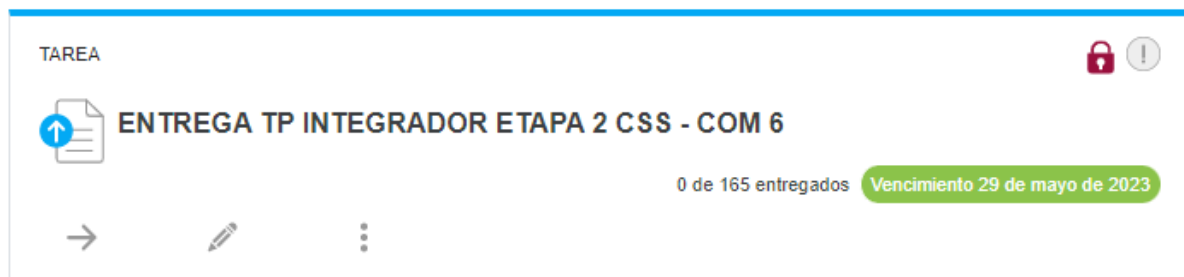 TAREA
ENTREGA TP INTEGRADOR ETAPA 2 CSS - COM 6
0 de 165 entregados Vencimiento 29 de mayo de 2023